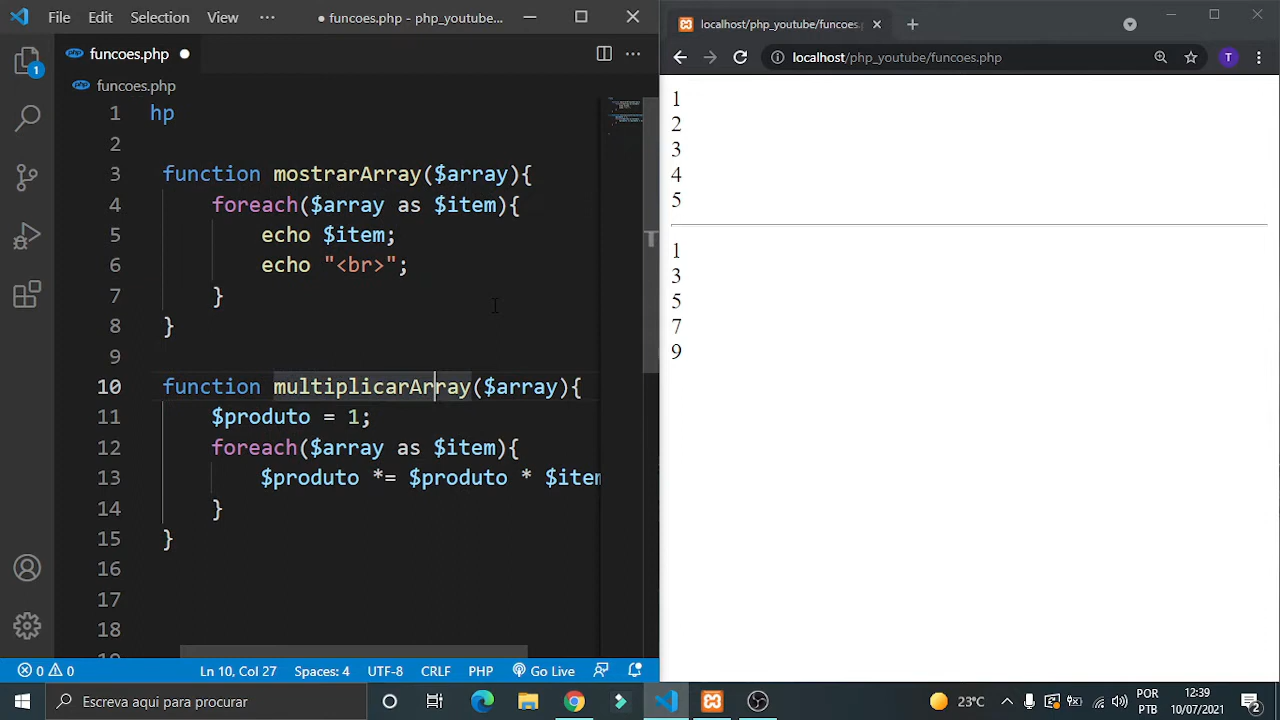 File Edit Selection View ··· ● funcoes.php - php_youtube...
php funcoes.php ●
php funcoes.php
1 hp
2
3 function mostrarArray($array){
4 foreach($array as $item){
5 echo $item;
6 echo "<br>";
7 }
8 }
9
10 function multiplicarArray($array){
11 $produto = 1;
12 foreach($array as $item){
13 $produto *= $produto * $item
14 }
15 }
16
17
18
1
Ln 10, Col 27 Spaces: 4 UTF-8 CRLF PHP Go Live
0 0
localhost/php_youtube/funcoes.p
localhost/php_youtube/funcoes.php
T
1
2
3
4
5
1
3
5
7
9
Escreva aqui para procurar
23°C
POR
PTB
12:39
10/07/2021
2